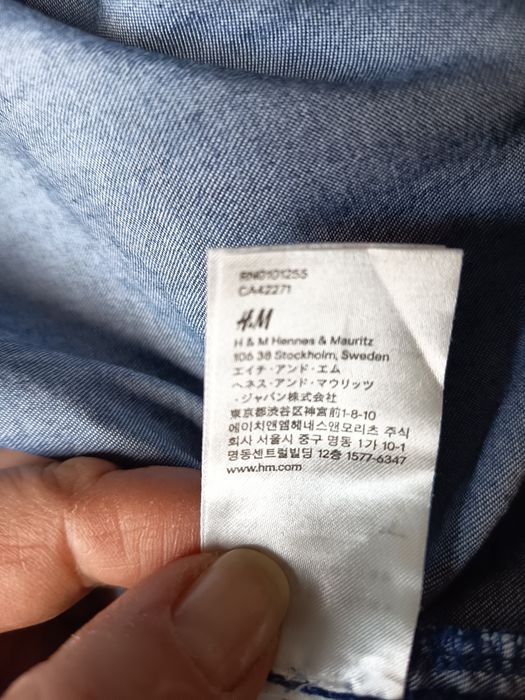 RN0101255
CA42271
H&M
H & M Hennes & Mauritz
106 38 Stockholm, Sweden
エイチ・アンド・エム
ヘネス・アンド・マウリッツ
・ジャパン株式会社
東京都渋谷区神宮前1-8-10
에이치앤엠헤네스앤모리츠 주식
회사 서울시 중구 명동 1가 10-1
명동센트럴빌딩 12층 1577-6347
www.hm.com